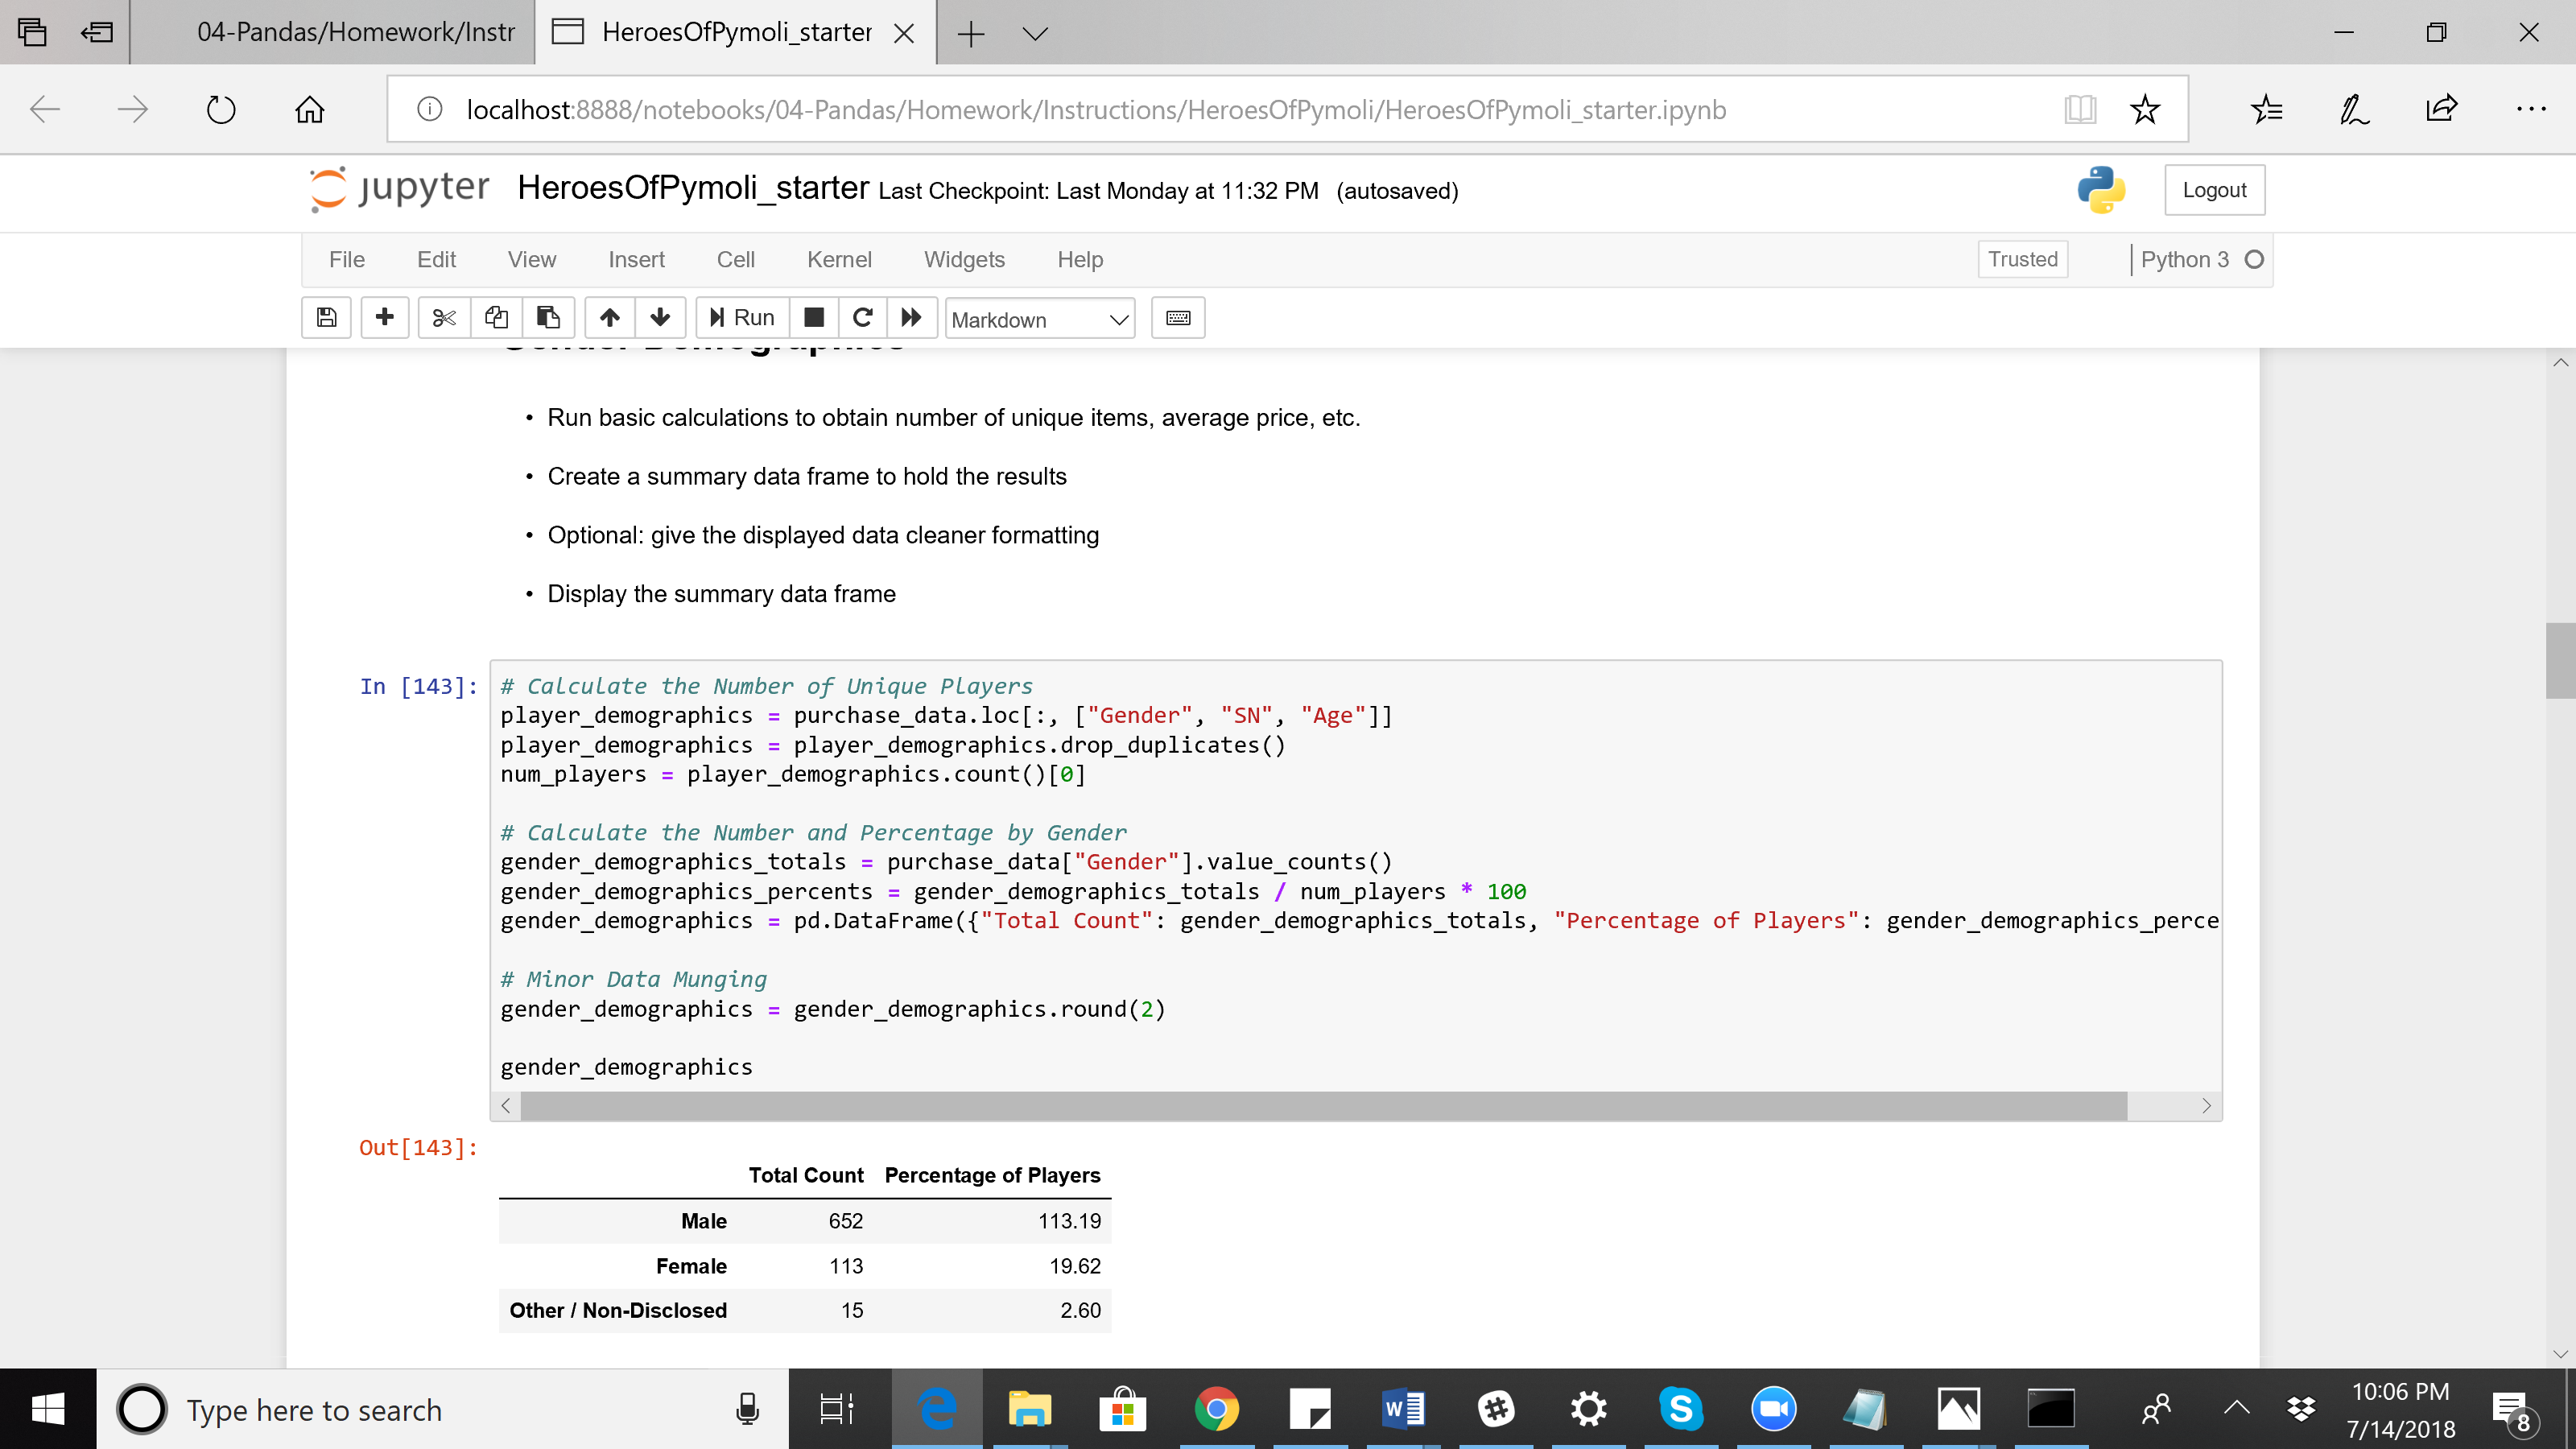 04-Pandas/Homework/Instr
HeroesOfPymoli_starter
localhost:8888/notebooks/04-Pandas/Homework/Instructions/HeroesOfPymoli/HeroesOfPymoli_starter.ipynb
jupyter HeroesOfPymoli_starter Last Checkpoint: Last Monday at 11:32 PM (autosaved)
Logout
File Edit View Insert Cell Kernel Widgets Help
Trusted
Python 3
Run
Markdown
Gender Demographics
• Run basic calculations to obtain number of unique items, average price, etc.
• Create a summary data frame to hold the results
• Optional: give the displayed data cleaner formatting
• Display the summary data frame
In [143]:
# Calculate the Number of Unique Players
player_demographics = purchase_data.loc[:, ["Gender", "SN", "Age"]]
player_demographics = player_demographics.drop_duplicates()
num_players = player_demographics.count()[0]
# Calculate the Number and Percentage by Gender
gender_demographics_totals = purchase_data["Gender"].value_counts()
gender_demographics_percents = gender_demographics_totals / num_players * 100
gender_demographics = pd.DataFrame({"Total Count": gender_demographics_totals, "Percentage of Players": gender_demographics_perce
# Minor Data Munging
gender_demographics = gender_demographics.round(2)
gender_demographics
Out[143]:
Total Count Percentage of Players
Male 652 113.19
Female 113 19.62
Other / Non-Disclosed 15 2.60
Type here to search
10:06 PM
7/14/2018
8